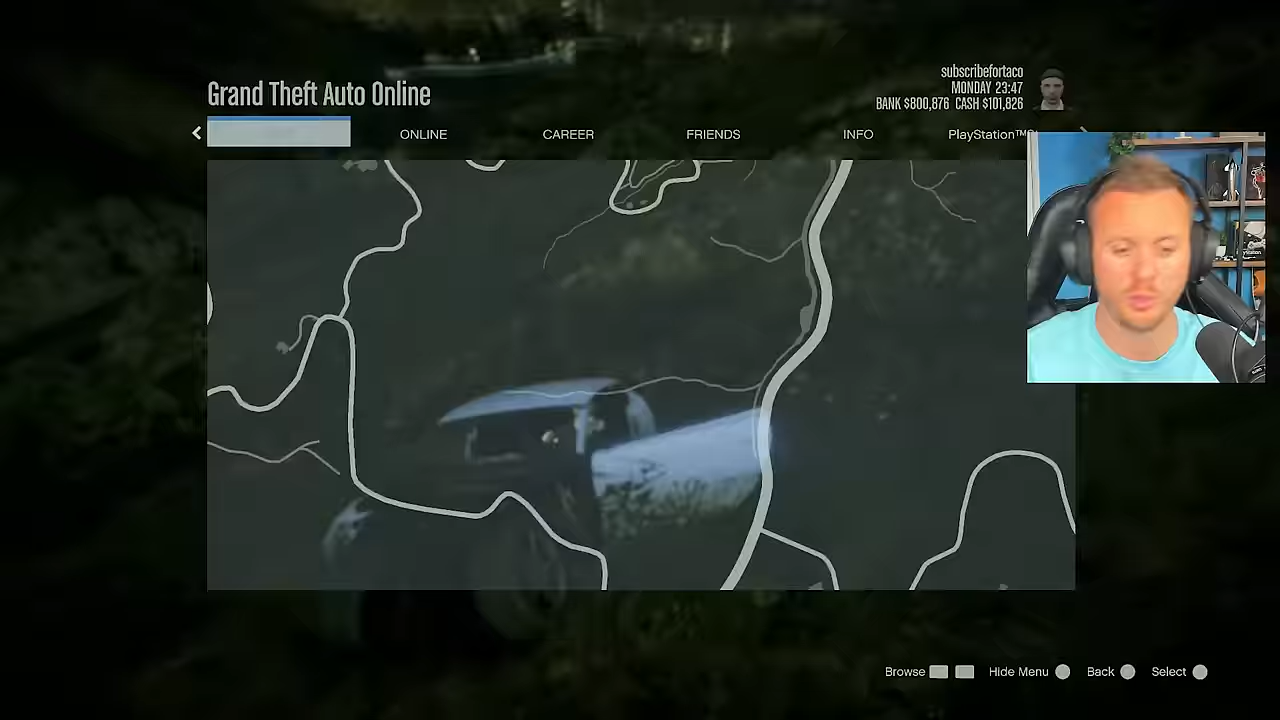 Grand Theft Auto Online
subscribefortaco
MONDAY 23:47
BANK $800,876 CASH $101,826
ONLINE
CAREER
FRIENDS
INFO
PlayStation™
Browse
Hide Menu
Back
Select